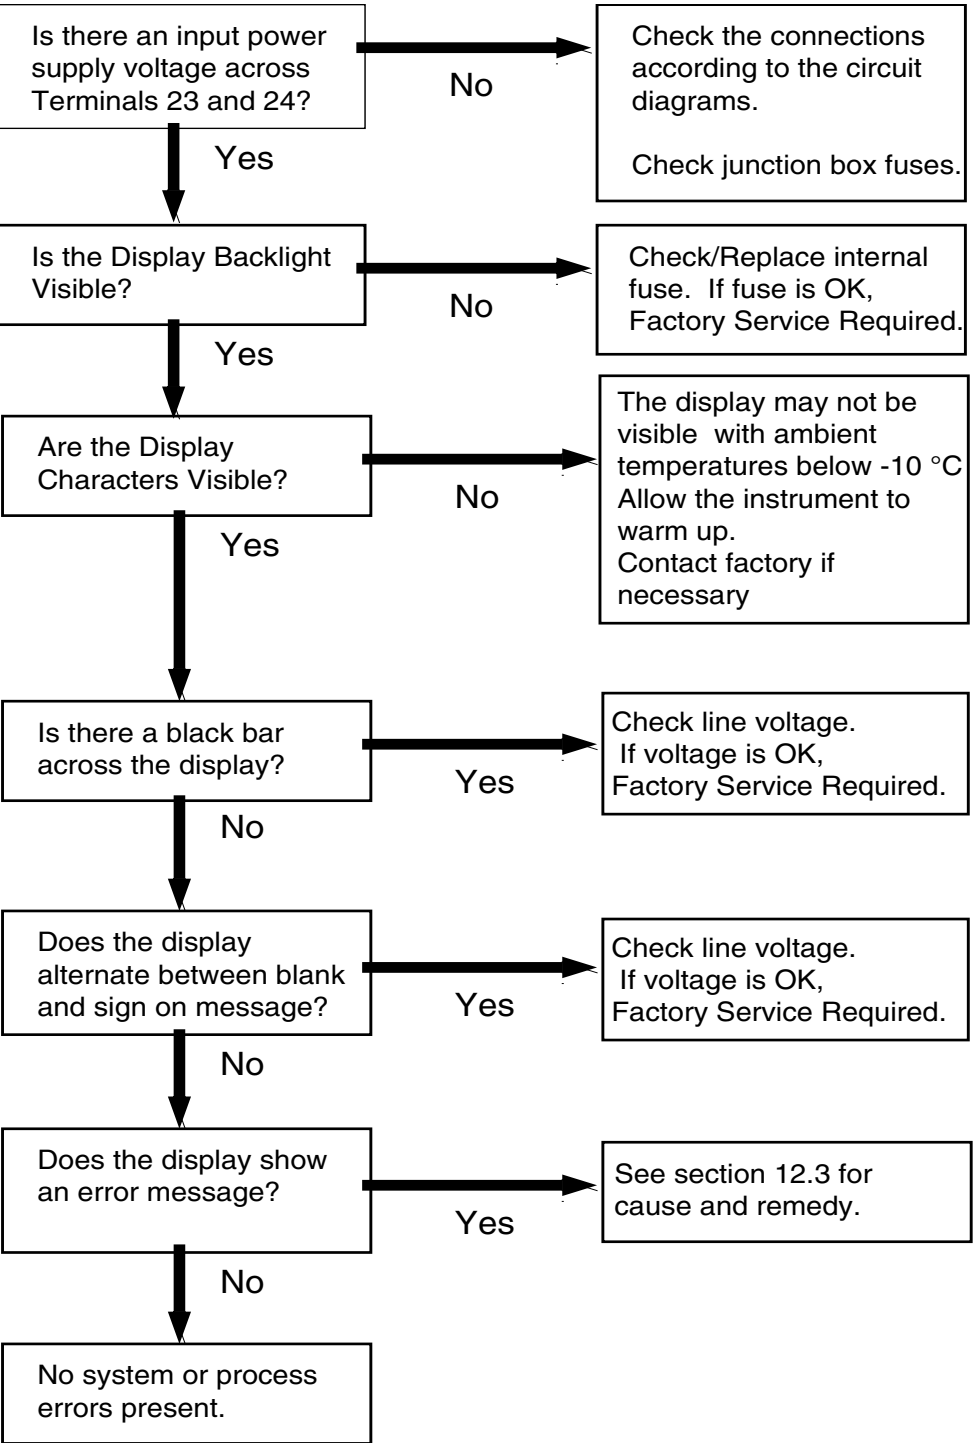 Is there an input power
supply voltage across
Terminals 23 and 24?
No
Check the connections
according to the circuit
diagrams.
Check junction box fuses.
Yes
Is the Display Backlight
Visible?
No
Check/Replace internal
fuse.  If fuse is OK,
Factory Service Required.
Yes
Are the Display
Characters Visible?
No
The display may not be
visible  with ambient
temperatures below -10 °C
Allow the instrument to
warm up.
Contact factory if
necessary
Yes
Is there a black bar
across the display?
Yes
Check line voltage.
If voltage is OK,
Factory Service Required.
No
Does the display
alternate between blank
and sign on message?
Yes
Check line voltage.
If voltage is OK,
Factory Service Required.
No
Does the display show
an error message?
Yes
See section 12.3 for
cause and remedy.
No
No system or process
errors present.